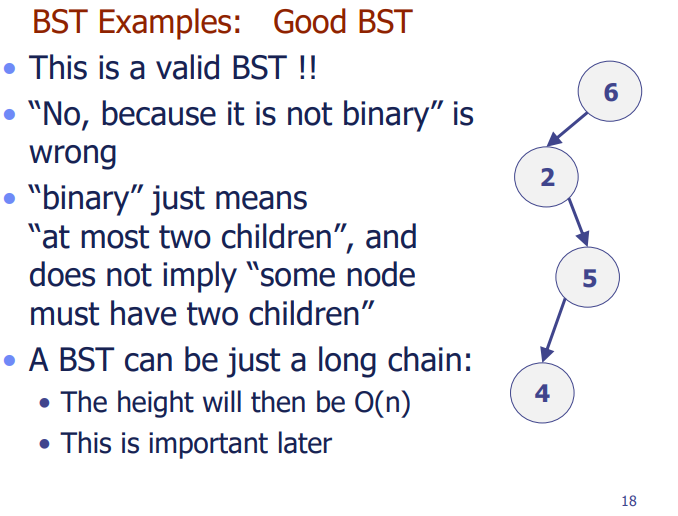 BST Examples:   Good BST
• This is a valid BST !!
• “No, because it is not binary” is
wrong
• “binary” just means
“at most two children”, and
does not imply “some node
must have two children”
• A BST can be just a long chain:
• The height will then be O(n)
• This is important later
6
2
5
4
18